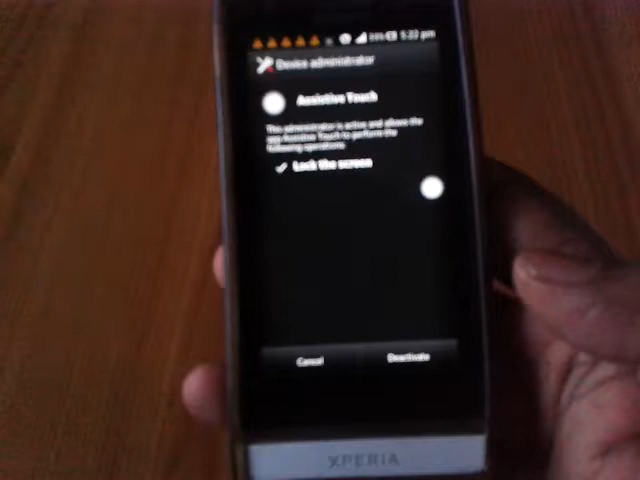 5:22 pm
Device administrator
Assistive Touch
This administrator is active and allows the
app Assistive Touch to perform the
following operations:
Lock the screen
Cancel Deactivate
XPERIA